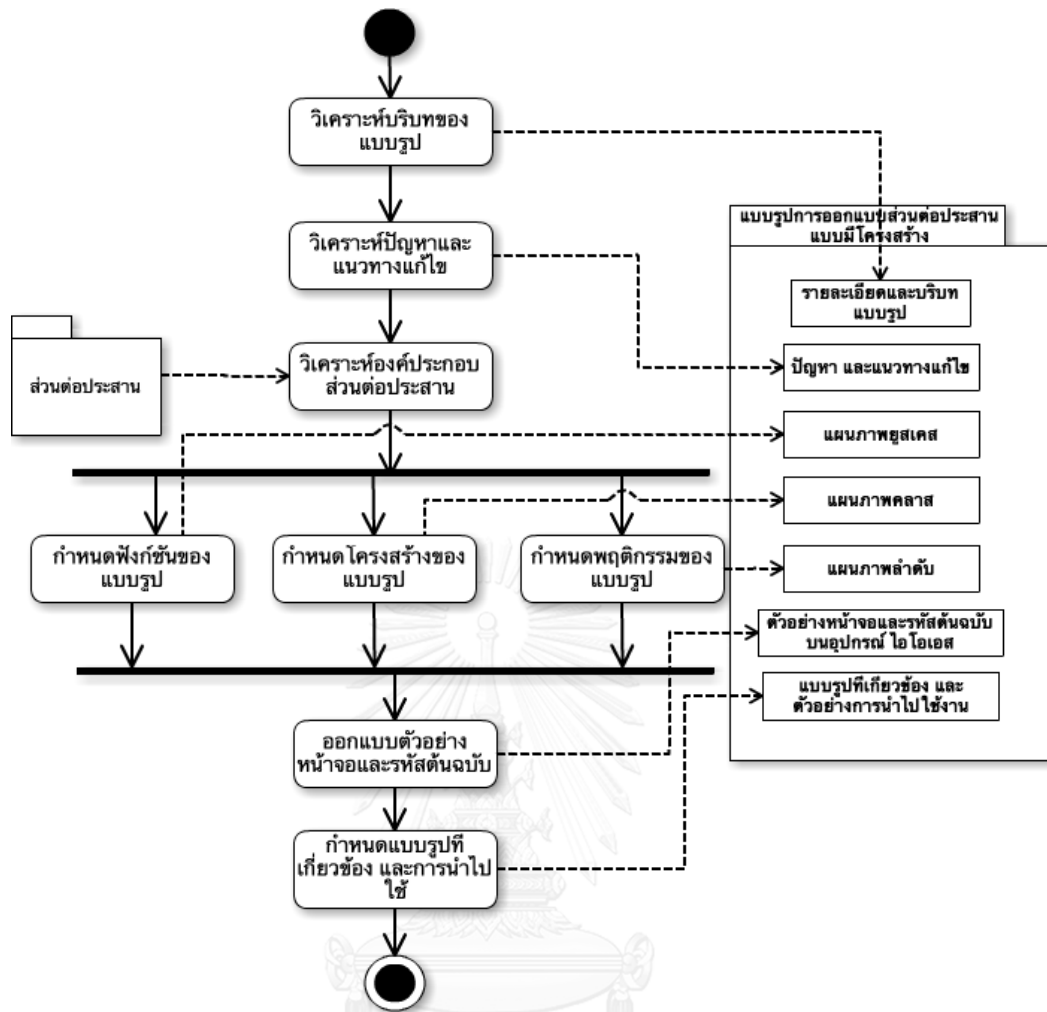 วิเคราะห์บริบทของ
แบบรูป
วิเคราะห์ปัญหาและ
แนวทางแก้ไข
ส่วนต่อประสาน
วิเคราะห์องค์ประกอบ
ส่วนต่อประสาน
กำหนดฟังก์ชันของ
แบบรูป
กำหนดโครงสร้างของ
แบบรูป
กำหนดพฤติกรรมของ
แบบรูป
ออกแบบตัวอย่าง
หน้าจอและรหัสต้นฉบับ
กำหนดแบบรูปที่
เกี่ยวข้อง และการนำไป
ใช้
แบบรูปการออกแบบส่วนต่อประสาน
แบบมีโครงสร้าง
รายละเอียดและบริบท
แบบรูป
ปัญหา และแนวทางแก้ไข
แผนภาพยูสเคส
แผนภาพคลาส
แผนภาพลำดับ
ตัวอย่างหน้าจอและรหัสต้นฉบับ
บนอุปกรณ์ ไอโอเอส
แบบรูปที่เกี่ยวข้อง และ
ตัวอย่างการนำไปใช้งาน